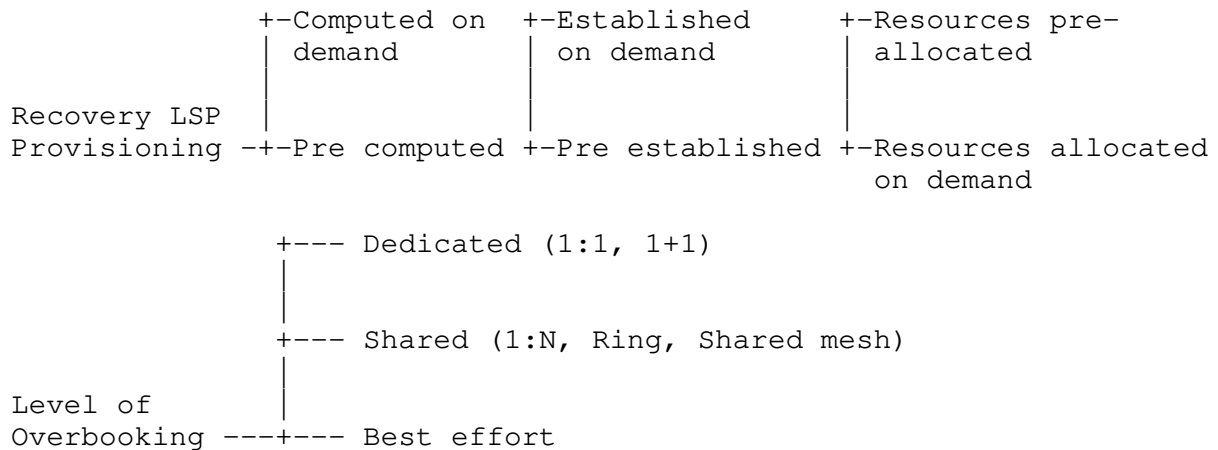 +-Computed on  +-Established     +-Resources pre-
| demand       | on demand       | allocated
|              |                 |
Recovery LSP   |              |                 |
Provisioning -+-Pre computed +-Pre established +-Resources allocated
on demand
+--- Dedicated (1:1, 1+1)
|
|
+--- Shared (1:N, Ring, Shared mesh)
|
Level of        |
Overbooking ---+--- Best effort